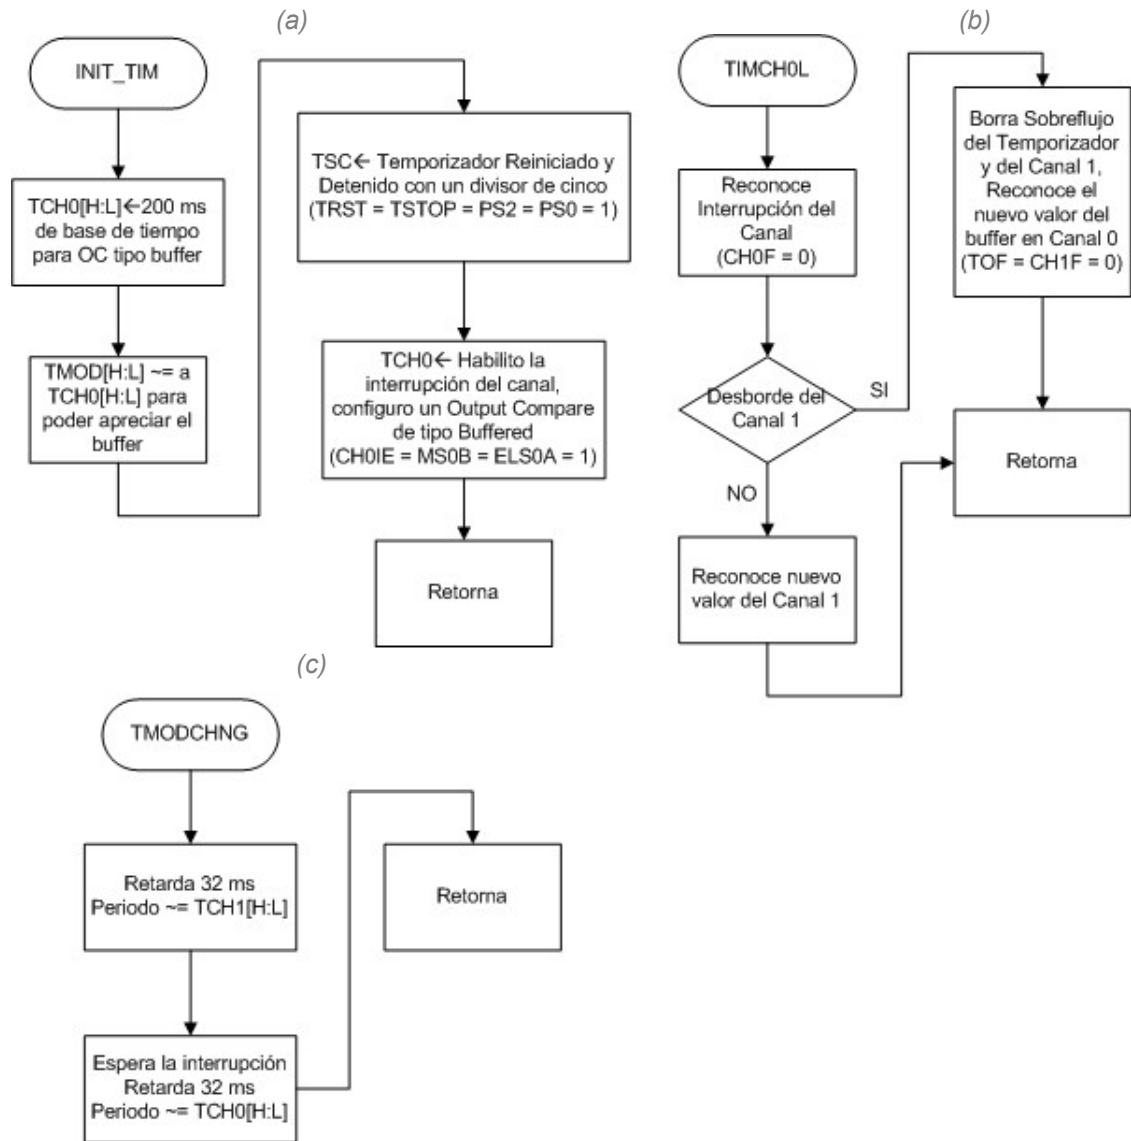 (a)
INIT_TIM
TCH0[H:L]←200 ms
de base de tiempo
para OC tipo buffer
TMOD[H:L] ~= a
TCH0[H:L] para
poder apreciar el
buffer
TSC← Temporizador Reiniciado y
Detenido con un divisor de cinco
(TRST = TSTOP = PS2 = PS0 = 1)
TCH0← Habilito la
interrupción del canal,
configuro un Output Compare
de tipo Buffered
(CH0IE = MS0B = ELS0A = 1)
Retorna
(b)
TIMCH0L
Reconoce
Interrupción del
Canal
(CH0F = 0)
Desborde del
Canal 1
SI
NO
Reconoce nuevo
valor del Canal 1
Borra Sobreflujo
del Temporizador
y del Canal 1,
Reconoce el
nuevo valor del
buffer en Canal 0
(TOF = CH1F = 0)
Retorna
(c)
TMODCHNG
Retarda 32 ms
Periodo ~= TCH1[H:L]
Espera la interrupción
Retarda 32 ms
Periodo ~= TCH0[H:L]
Retorna